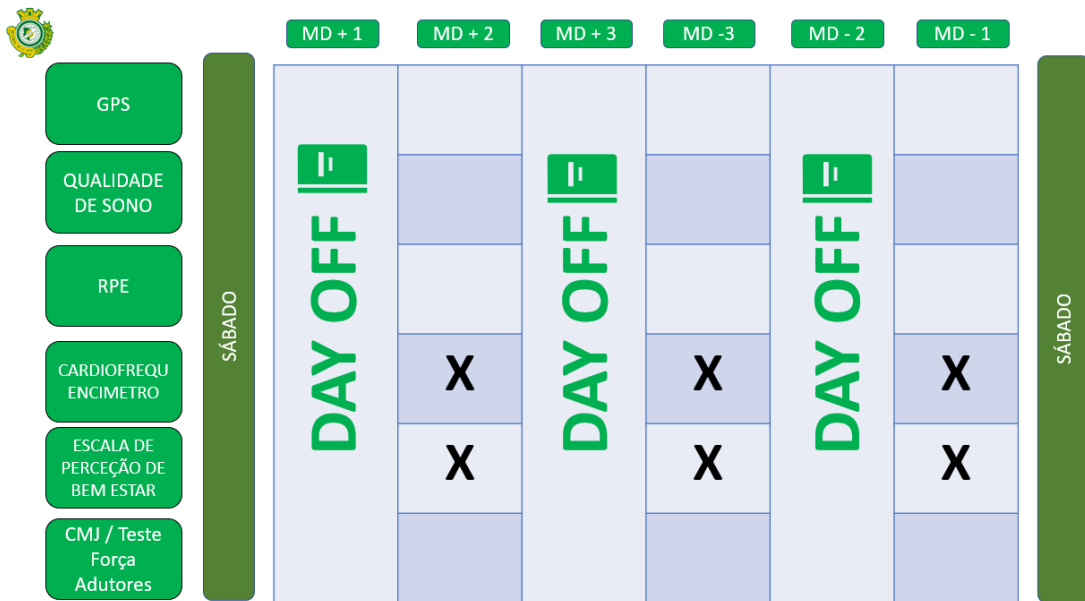 MD + 1
MD + 2
MD + 3
MD -3
MD - 2
MD - 1
SÁBADO
GPS
QUALIDADE
DE SONO
RPE
CARDIOFREQU
ENCIMETRO
ESCALA DE
PERCEÇÃO DE
BEM ESTAR
CMJ / Teste
Força
Adutores
DAY OFF
DAY OFF
DAY OFF
X
X
X
X
X
X
SÁBADO